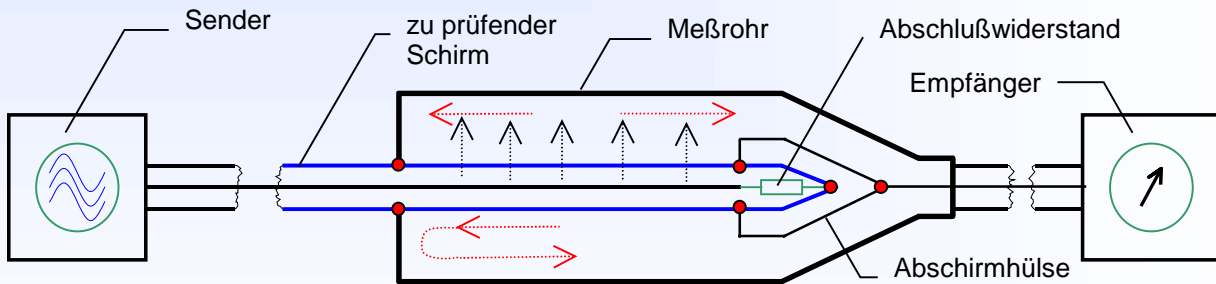 Sender
zu prüfender
Schirm
Meßrohr
Abschlußwiderstand
Empfänger
Abschirmhülse